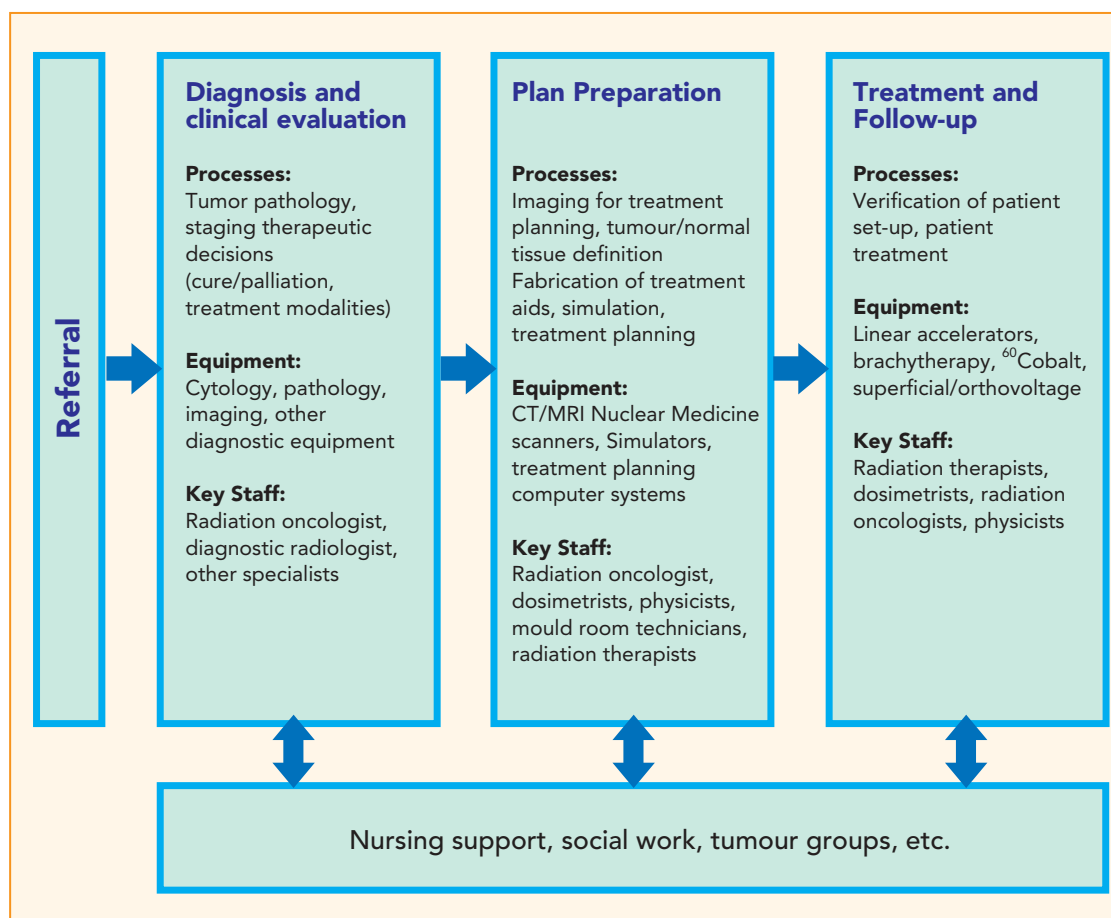 Referral
Diagnosis and
clinical evaluation
Processes:
Tumor pathology,
staging therapeutic
decisions
(cure/palliation,
treatment modalities)
Equipment:
Cytology, pathology,
imaging, other
diagnostic equipment
Key Staff:
Radiation oncologist,
diagnostic radiologist,
other specialists
Plan Preparation
Processes:
Imaging for treatment
planning, tumour/normal
tissue definition
Fabrication of treatment
aids, simulation,
treatment planning
Equipment:
CT/MRI Nuclear Medicine
scanners, Simulators,
treatment planning
computer systems
Key Staff:
Radiation oncologist,
dosimetrists, physicists,
mould room technicians,
radiation therapists
Treatment and
Follow-up
Processes:
Verification of patient
set-up, patient
treatment
Equipment:
Linear accelerators,
brachytherapy, ⁶⁰Cobalt,
superficial/orthovoltage
Key Staff:
Radiation therapists,
dosimetrists, radiation
oncologists, physicists
Nursing support, social work, tumour groups, etc.